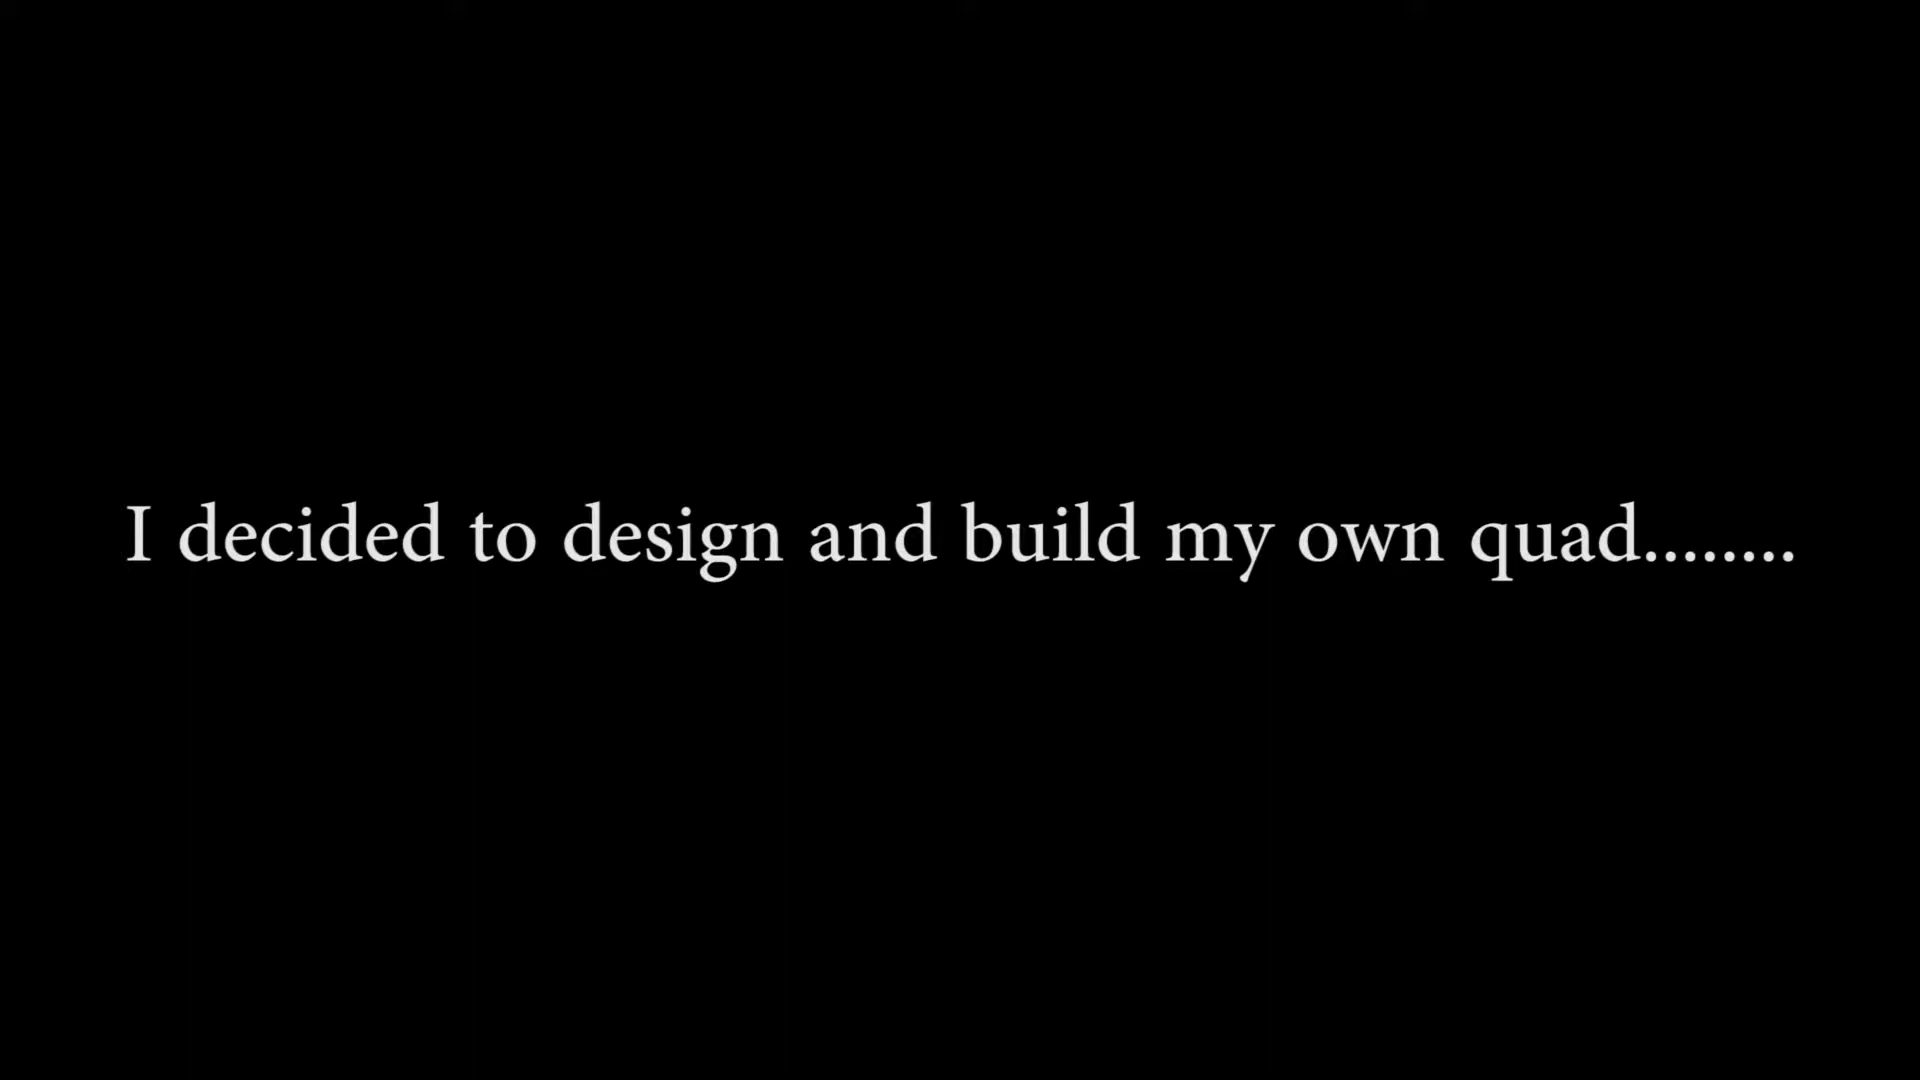 I decided to design and build my own quad........